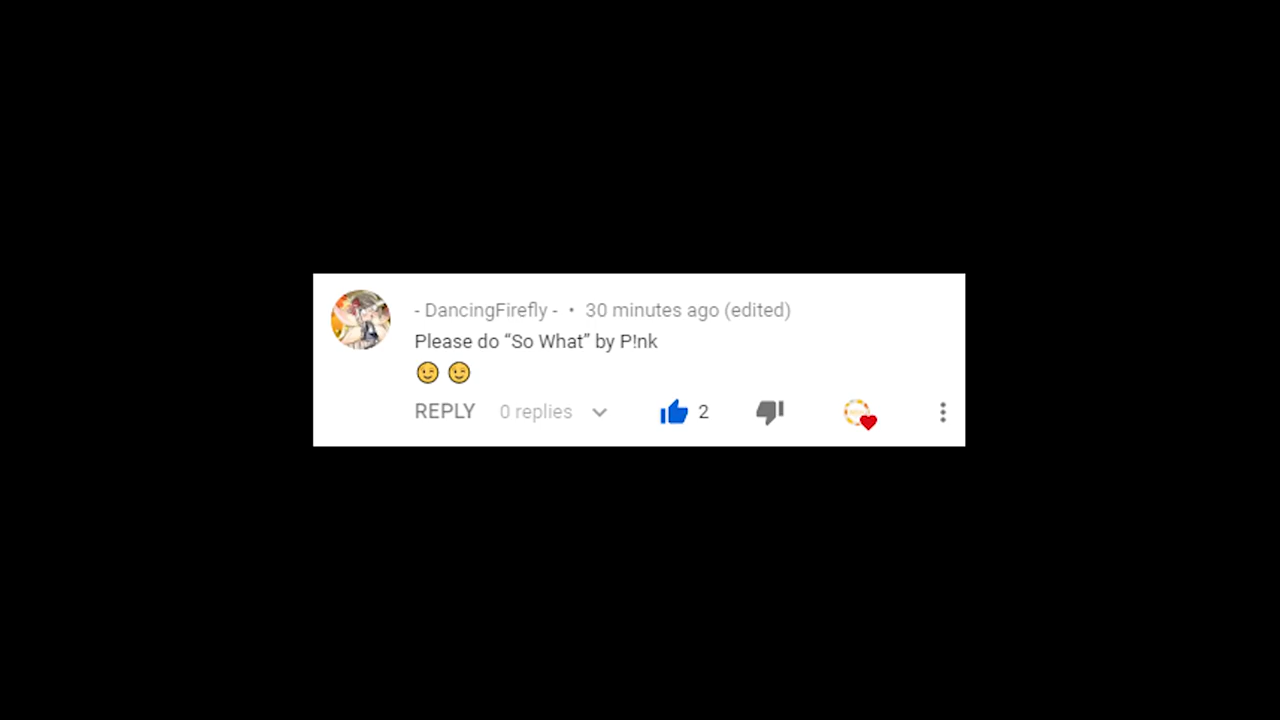 - DancingFirefly - • 30 minutes ago (edited)
Please do “So What” by P!nk
😉 😉
REPLY 0 replies 2